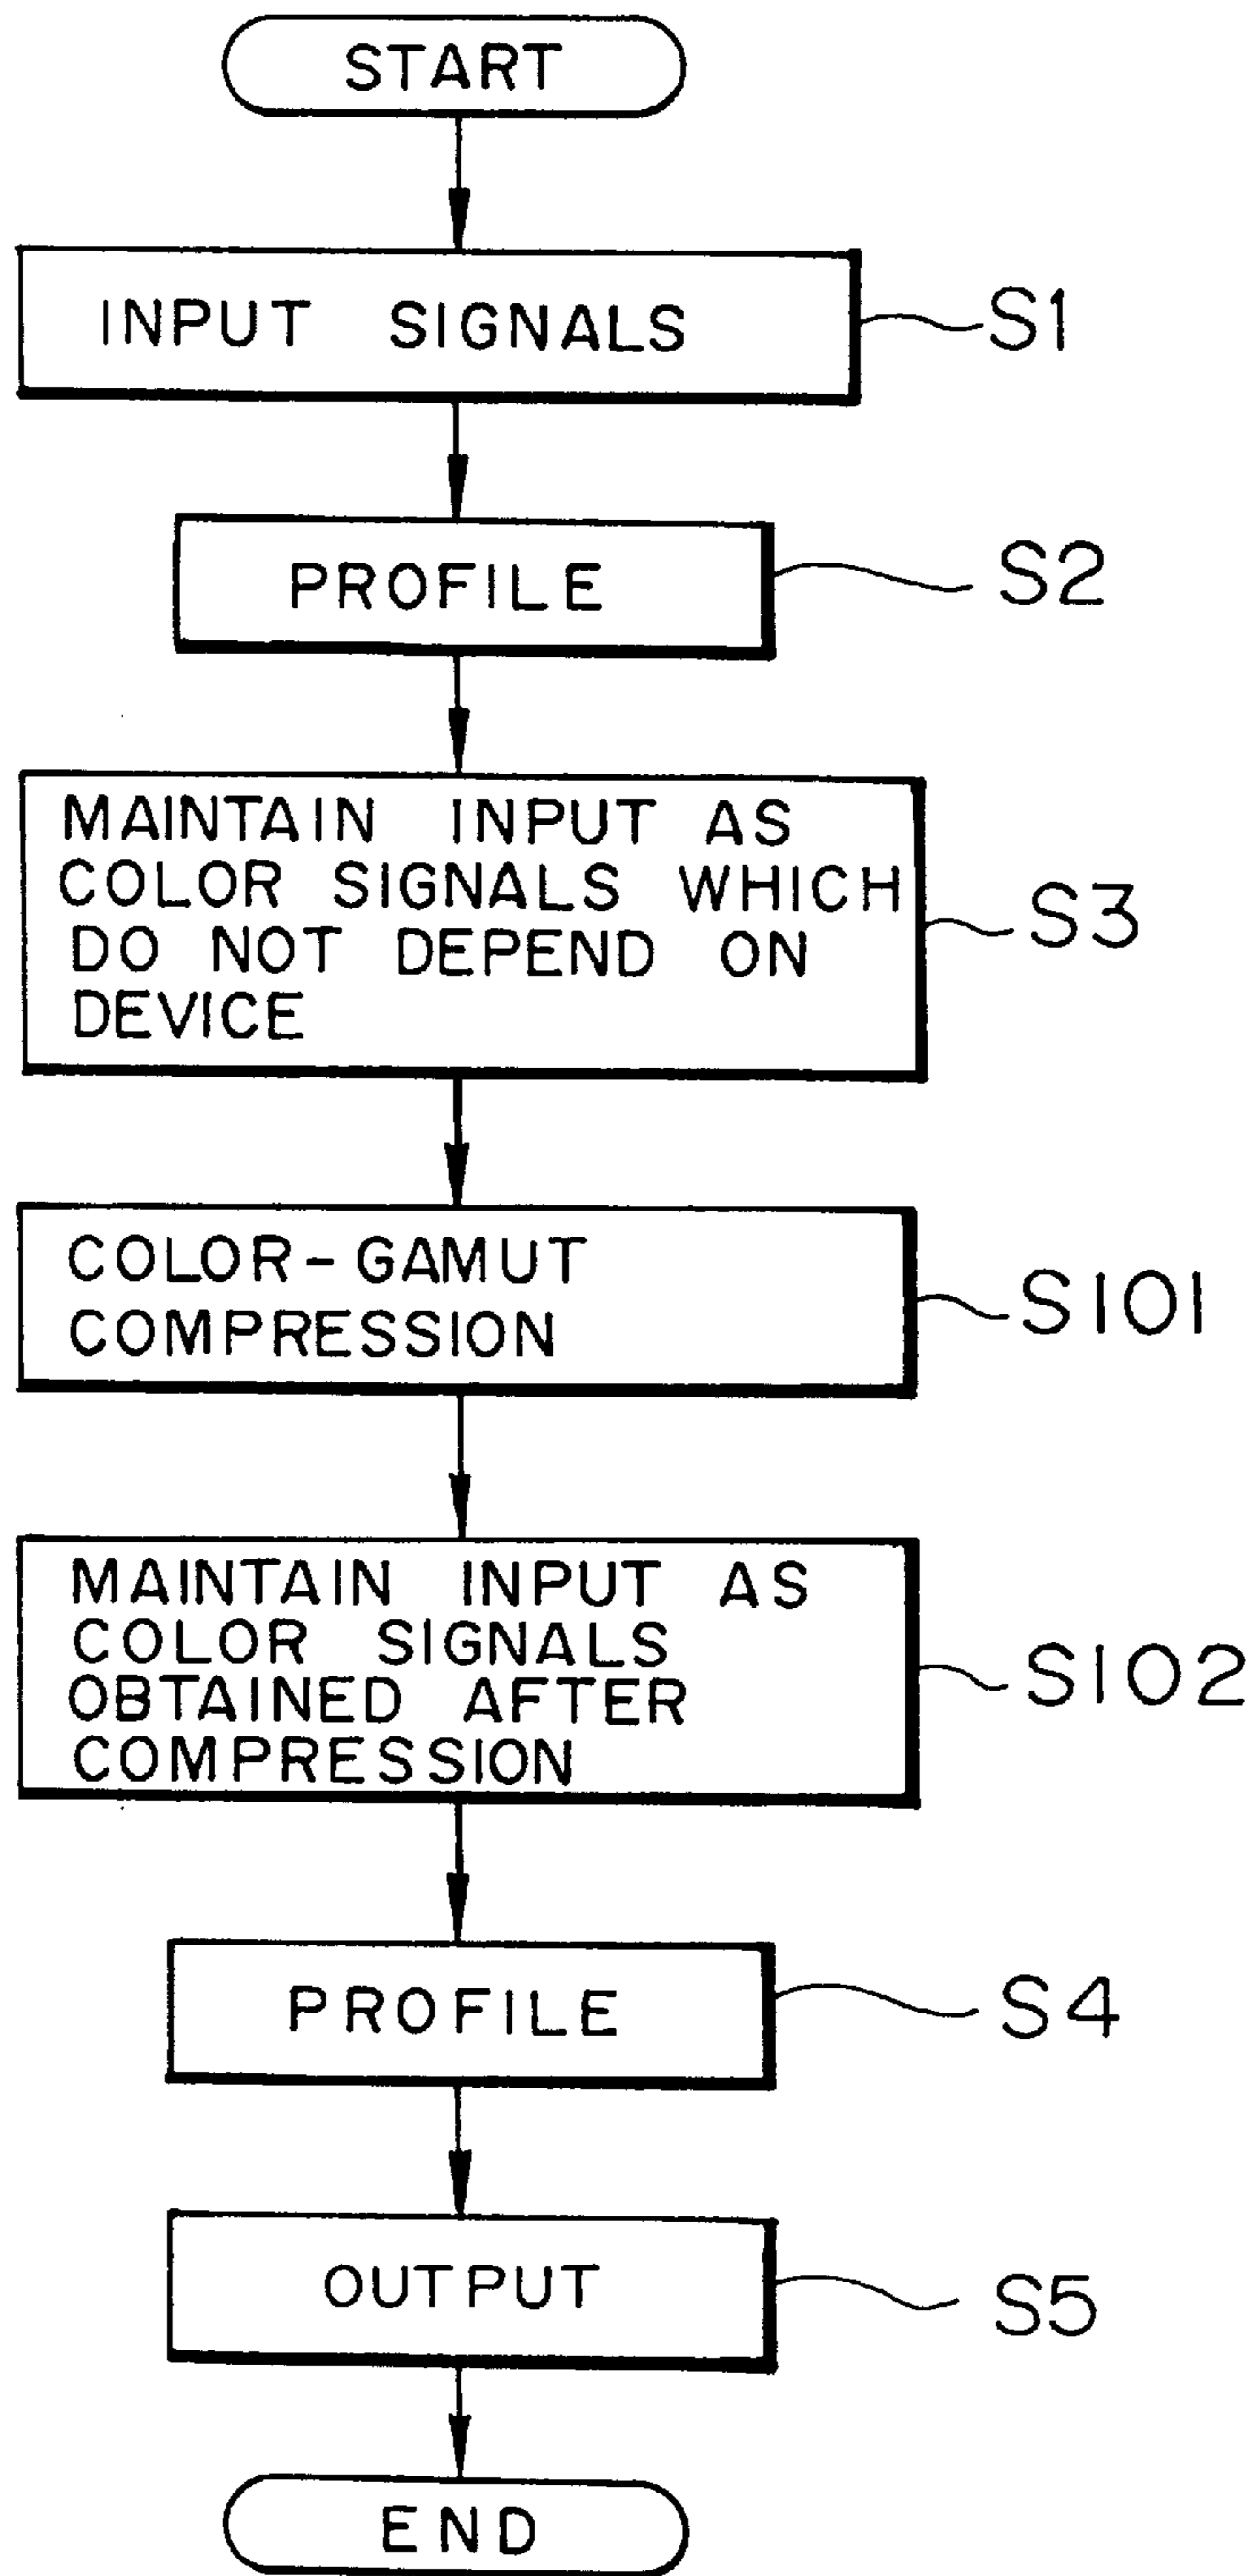 START
INPUT SIGNALS
S1
PROFILE
S2
MAINTAIN INPUT AS
COLOR SIGNALS WHICH
DO NOT DEPEND ON
DEVICE
S3
COLOR-GAMUT
COMPRESSION
S101
MAINTAIN INPUT AS
COLOR SIGNALS
OBTAINED AFTER
COMPRESSION
S102
PROFILE
S4
OUTPUT
S5
END